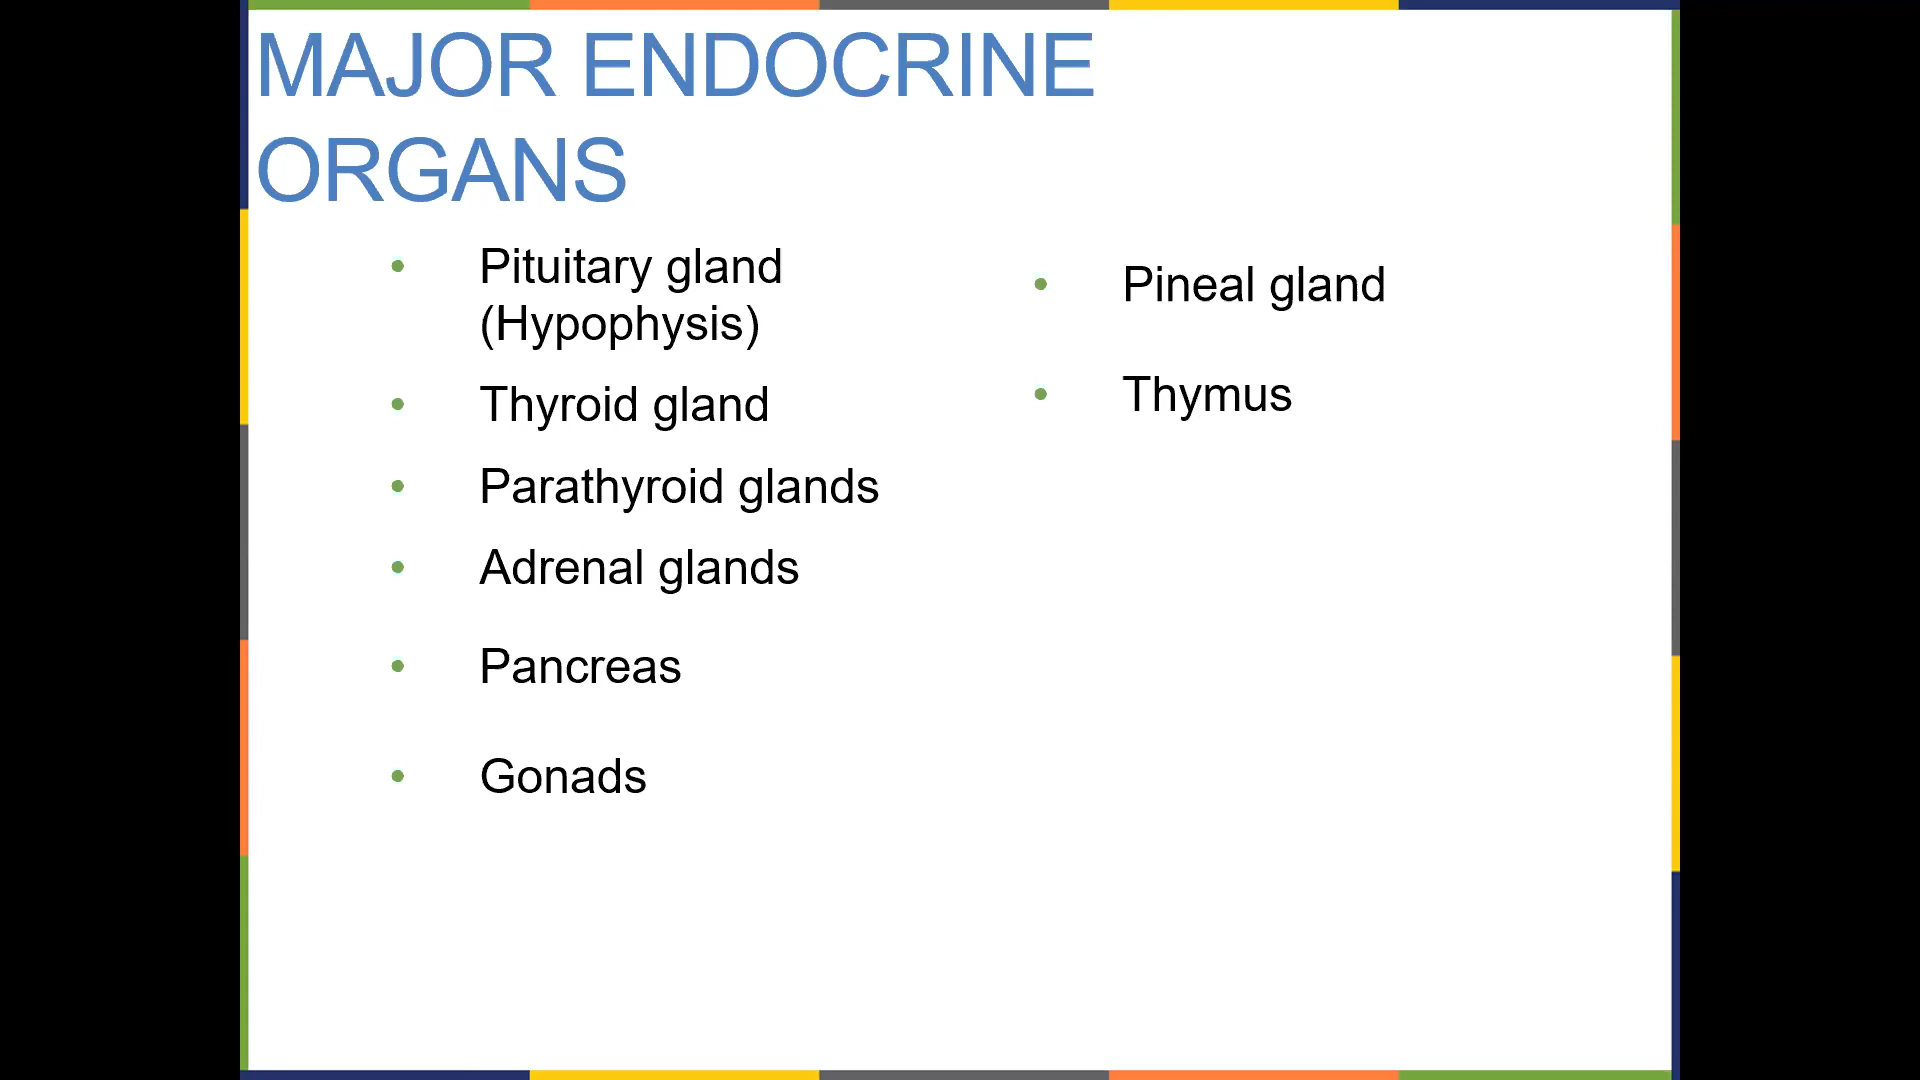 MAJOR ENDOCRINE
ORGANS
• Pituitary gland
(Hypophysis)
• Thyroid gland
• Parathyroid glands
• Adrenal glands
• Pancreas
• Gonads
• Pineal gland
• Thymus